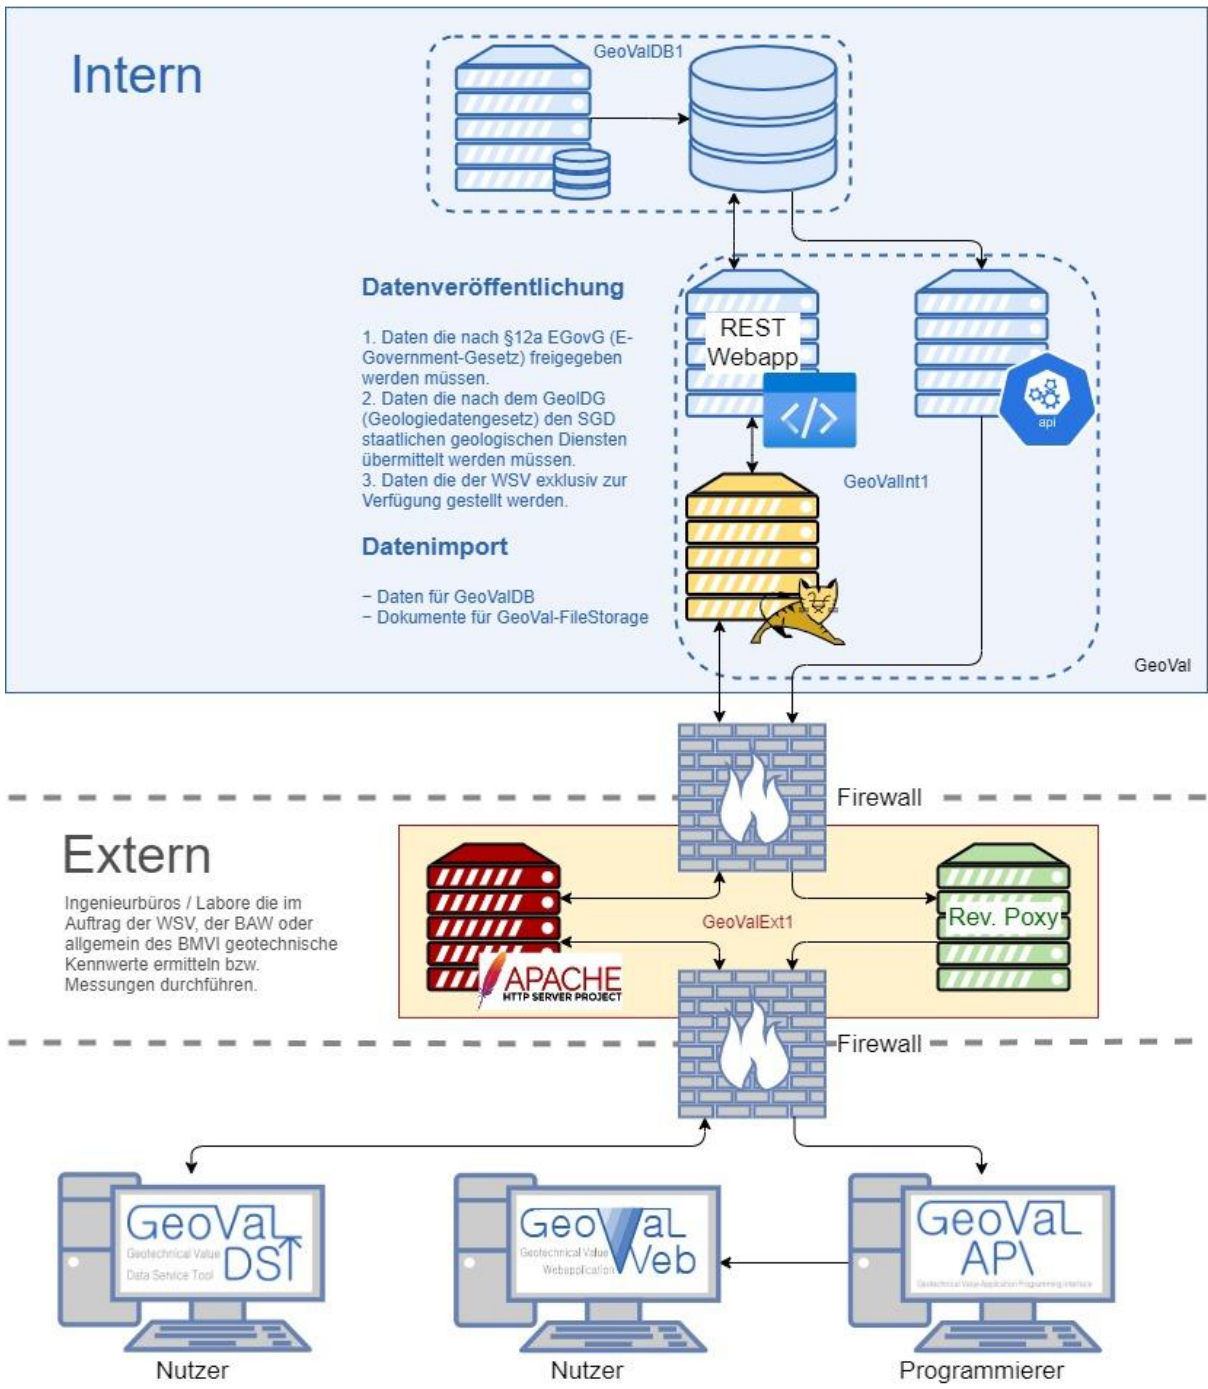 Intern
GeoValDB1
Datenveröffentlichung
1. Daten die nach §12a EGovG (E-
Government-Gesetz) freigegeben
werden müssen.
2. Daten die nach dem GeolDG
(Geologiedatengesetz) den SGD
staatlichen geologischen Diensten
übermittelt werden müssen.
3. Daten die der WSV exklusiv zur
Verfügung gestellt werden.
Datenimport
– Daten für GeoValDB
– Dokumente für GeoVal-FileStorage
REST
Webapp
</>
api
GeoValInt1
GeoVal
Firewall
Extern
Ingenieurbüros / Labore die im
Auftrag der WSV, der BAW oder
allgemein des BMVI geotechnische
Kennwerte ermitteln bzw.
Messungen durchführen.
APACHE
HTTP SERVER PROJECT
GeoValExt1
Rev. Poxy
Firewall
GeoVaL
Geotechnical Value
Data Service Tool
DST
Nutzer
GeoVaL
Geotechnical Value
Webapplication
Web
Nutzer
GeoVaL
API
Geotechnical Value Application Programming Interface
Programmierer